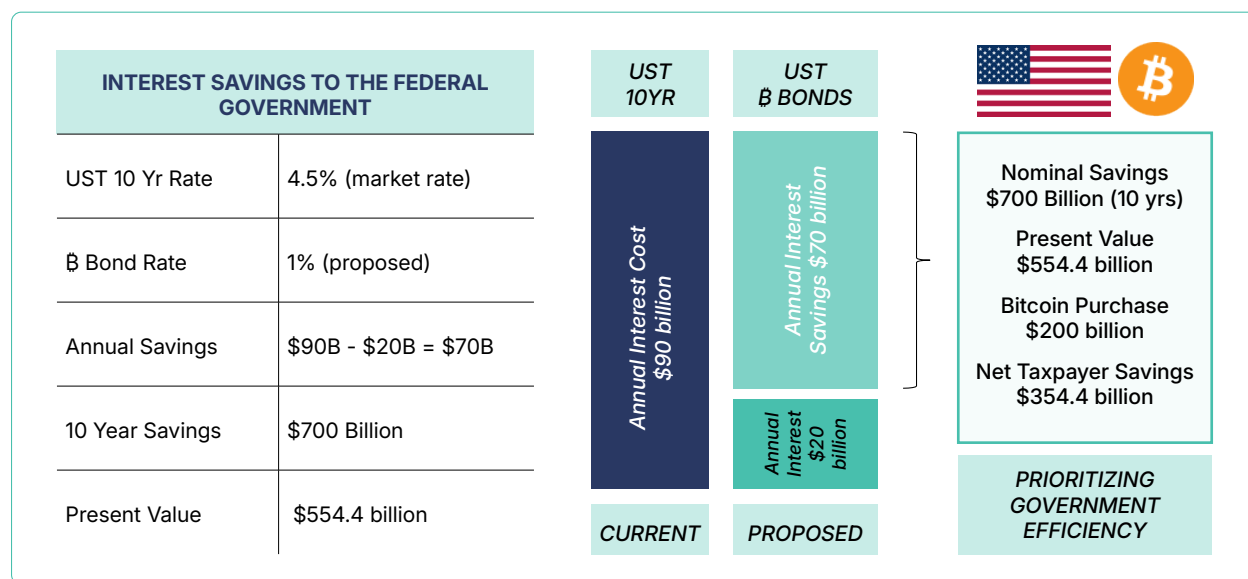 INTEREST SAVINGS TO THE FEDERAL
GOVERNMENT
UST 10 Yr Rate
4.5% (market rate)
₿ Bond Rate
1% (proposed)
Annual Savings
$90B - $20B = $70B
10 Year Savings
$700 Billion
Present Value
$554.4 billion
UST
10YR
Annual Interest Cost
$90 billion
CURRENT
UST
₿ BONDS
Annual Interest
Savings $70 billion
Annual
Interest
$20
billion
PROPOSED
₿
Nominal Savings
$700 Billion (10 yrs)
Present Value
$554.4 billion
Bitcoin Purchase
$200 billion
Net Taxpayer Savings
$354.4 billion
PRIORITIZING
GOVERNMENT
EFFICIENCY